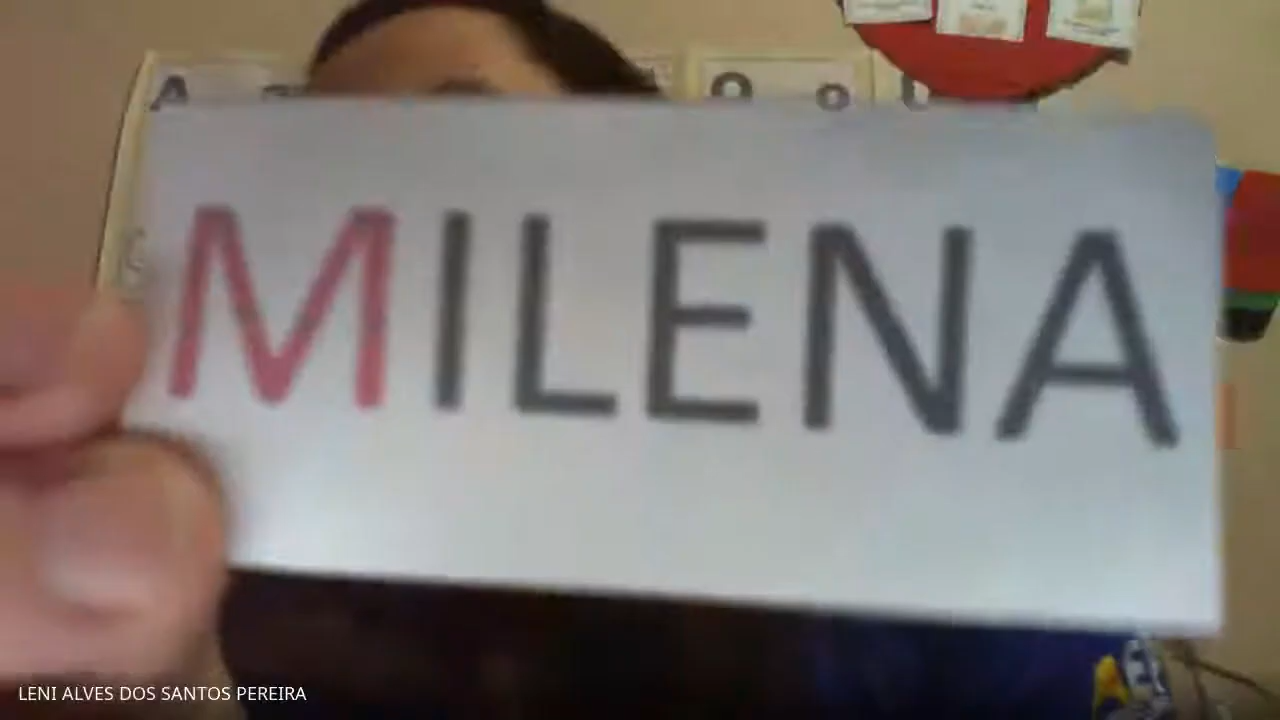 A
O o U
MILENA
LENI ALVES DOS SANTOS PEREIRA